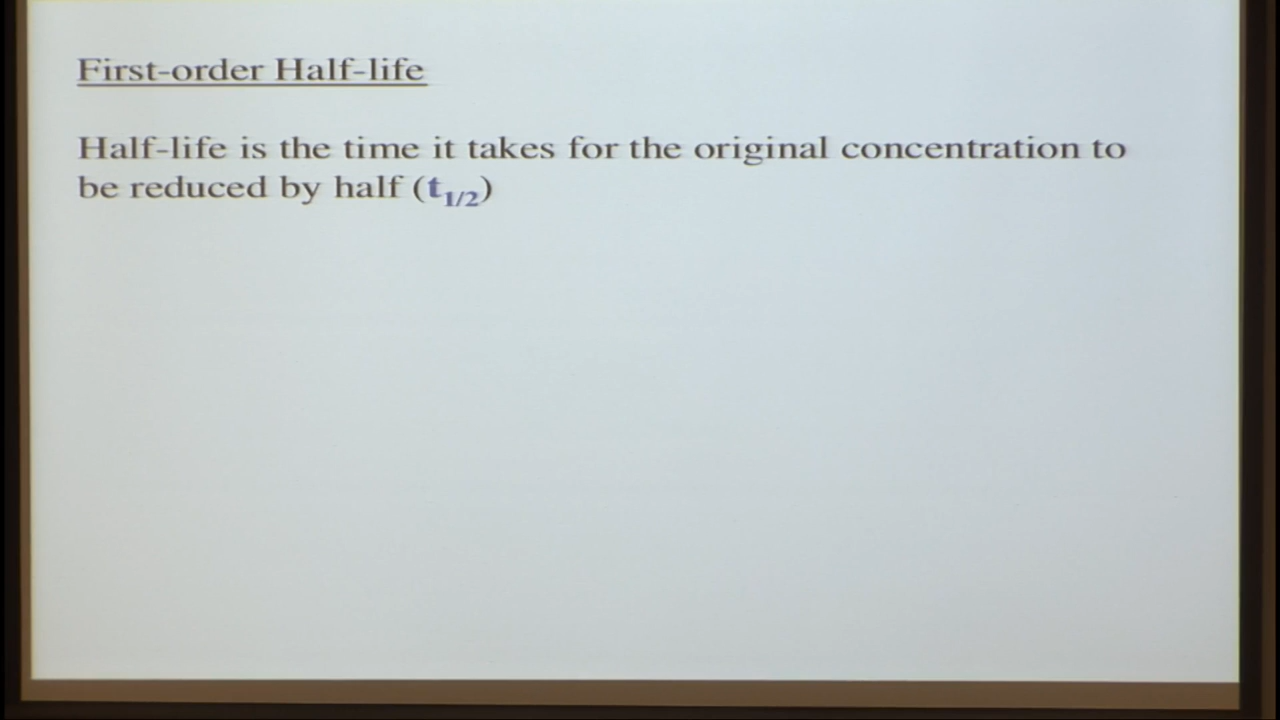 First-order Half-life
Half-life is the time it takes for the original concentration to
be reduced by half (t1/2)